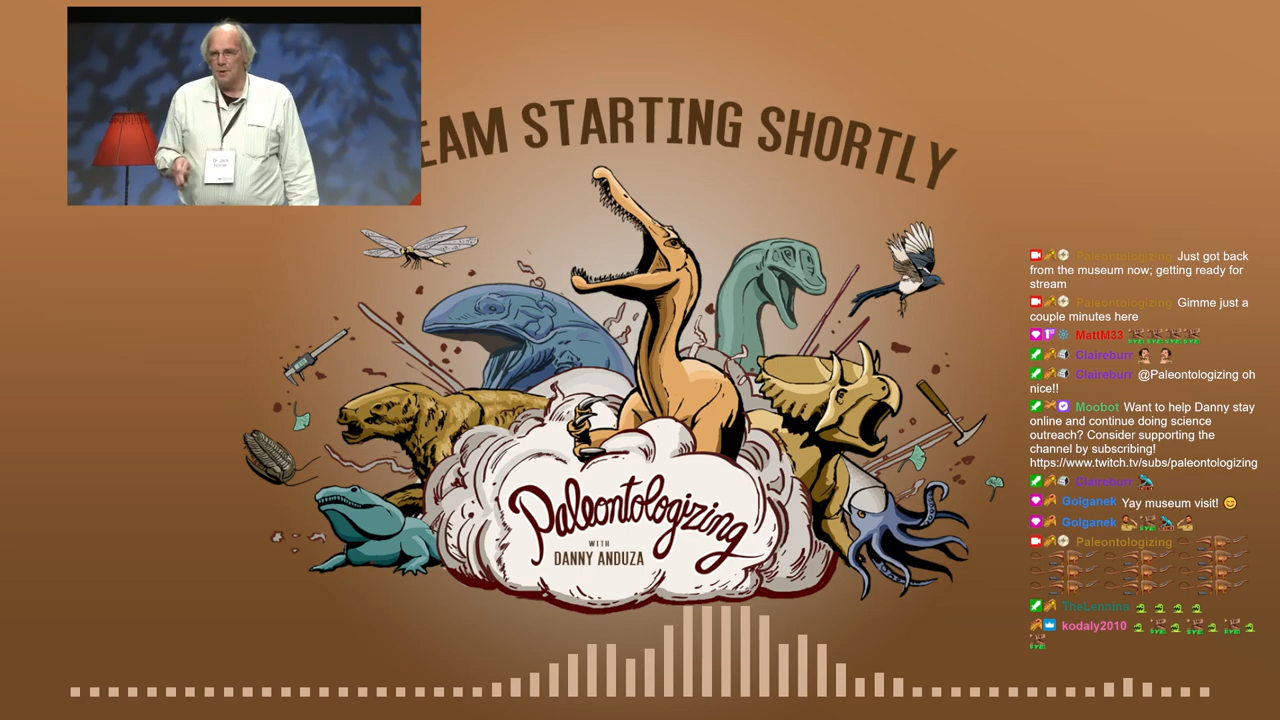 EAM STARTING SHORTLY
Dr. Jack
Paleontologizing
WITH
DANNY ANDUZA
Paleontologizing Just got back
from the museum now; getting ready for
stream
Paleontologizing Gimme just a
couple minutes here
MattM33
Claireburr
Claireburr @Paleontologizing oh
nice!!
Moobot Want to help Danny stay
online and continue doing science
outreach? Consider supporting the
channel by subscribing!
https://www.twitch.tv/subs/paleontologizing
Claireburr
Golganek Yay museum visit!
Golganek
Paleontologizing
TheLennina
kodaly2010